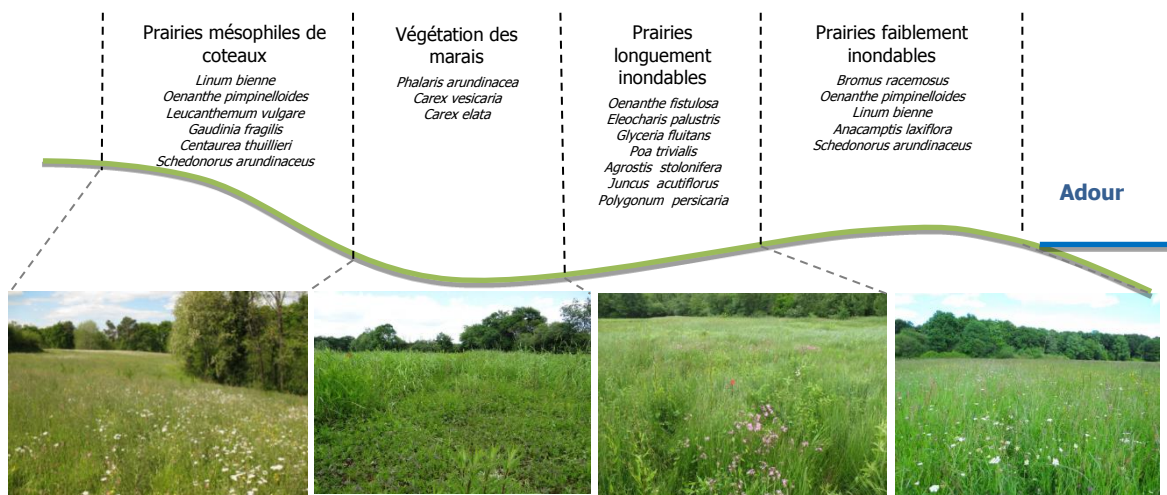 Prairies mésophiles de
coteaux
Linum bienne
Oenanthe pimpinelloides
Leucanthemum vulgare
Gaudinia fragilis
Centaurea thuillieri
Schedonorus arundinaceus
Végétation des
marais
Phalaris arundinacea
Carex vesicaria
Carex elata
Prairies
longuement
inondables
Oenanthe fistulosa
Eleocharis palustris
Glyceria fluitans
Poa trivialis
Agrostis stolonifera
Juncus acutiflorus
Polygonum persicaria
Prairies faiblement
inondables
Bromus racemosus
Oenanthe pimpinelloides
Linum bienne
Anacamptis laxiflora
Schedonorus arundinaceus
Adour